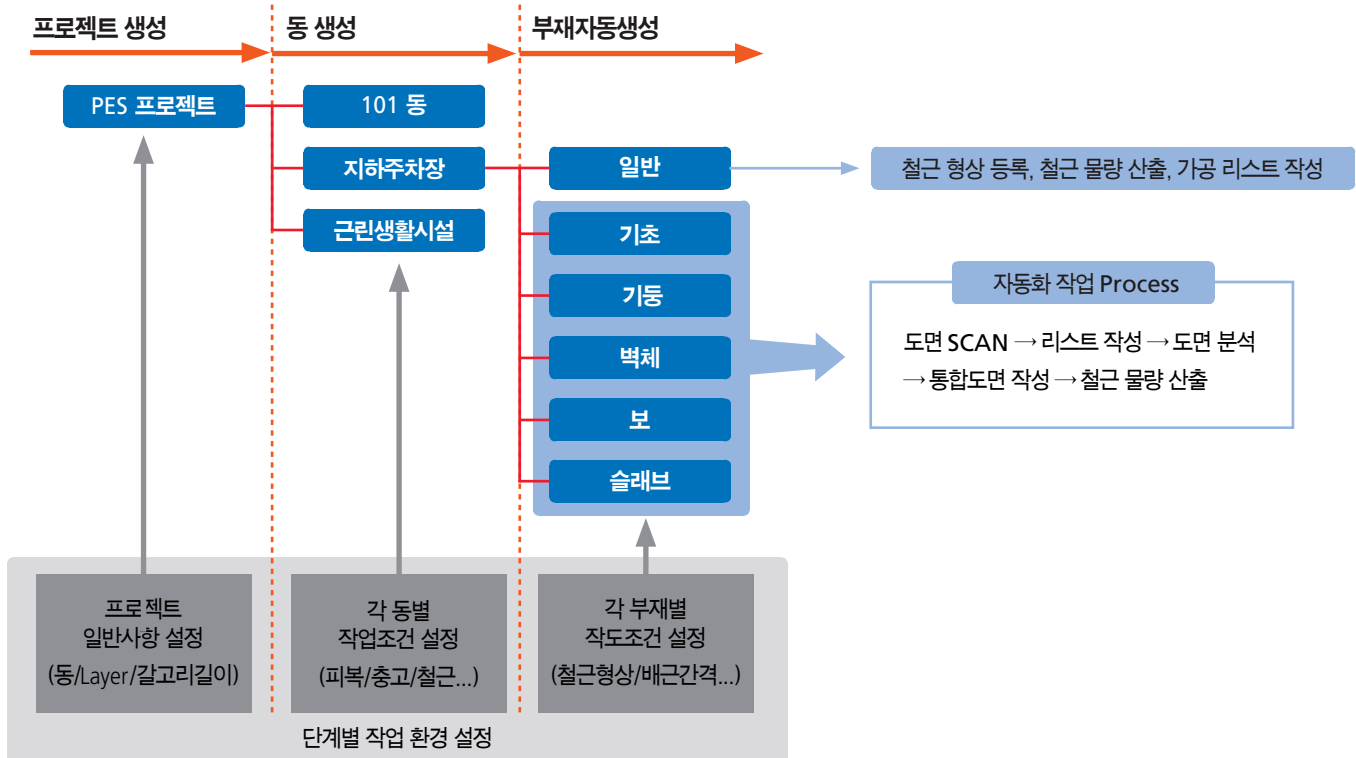 프로젝트 생성
동 생성
부재자동생성
PES 프로젝트
101 동
지하주차장
근린생활시설
일반
기초
기둥
벽체
보
슬래브
철근 형상 등록, 철근 물량 산출, 가공 리스트 작성
자동화 작업 Process
도면 SCAN → 리스트 작성 → 도면 분석
→ 통합도면 작성 → 철근 물량 산출
프로젝트
일반사항 설정
(동/Layer/갈고리길이)
각 동별
작업조건 설정
(피복/충고/철근...)
각 부재별
작도조건 설정
(철근형상/배근간격...)
단계별 작업 환경 설정